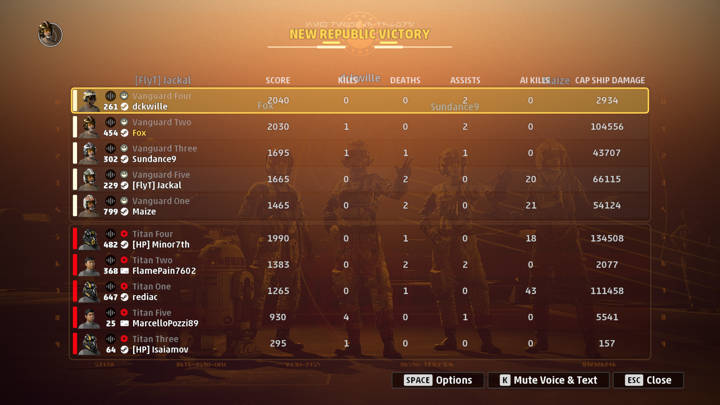 NEW REPUBLIC VICTORY
[FlyT] Jackal dckwille Maize
SCORE KILLS DEATHS ASSISTS AI KILLS CAP SHIP DAMAGE
Fox Sundance9
Vanguard Four
261 dckwille 2040 0 0 2 0 2934
Vanguard Two
454 Fox 2030 1 0 2 0 104556
Vanguard Three
302 Sundance9 1695 1 1 1 0 43707
Vanguard Five
229 [FlyT] Jackal 1665 0 2 0 20 66115
Vanguard One
799 Maize 1465 0 2 0 21 54124
Titan Four
482 [HP] Minor7th 1990 0 1 0 18 134508
Titan Two
368 FlamePain7602 1383 0 2 2 0 2077
Titan One
647 rediac 1265 0 1 0 43 111458
Titan Five
25 MarcelloPozzi89 930 4 0 1 0 5541
Titan Three
64 [HP] Isaiamov 295 1 0 0 0 157
SPACE Options K Mute Voice & Text ESC Close